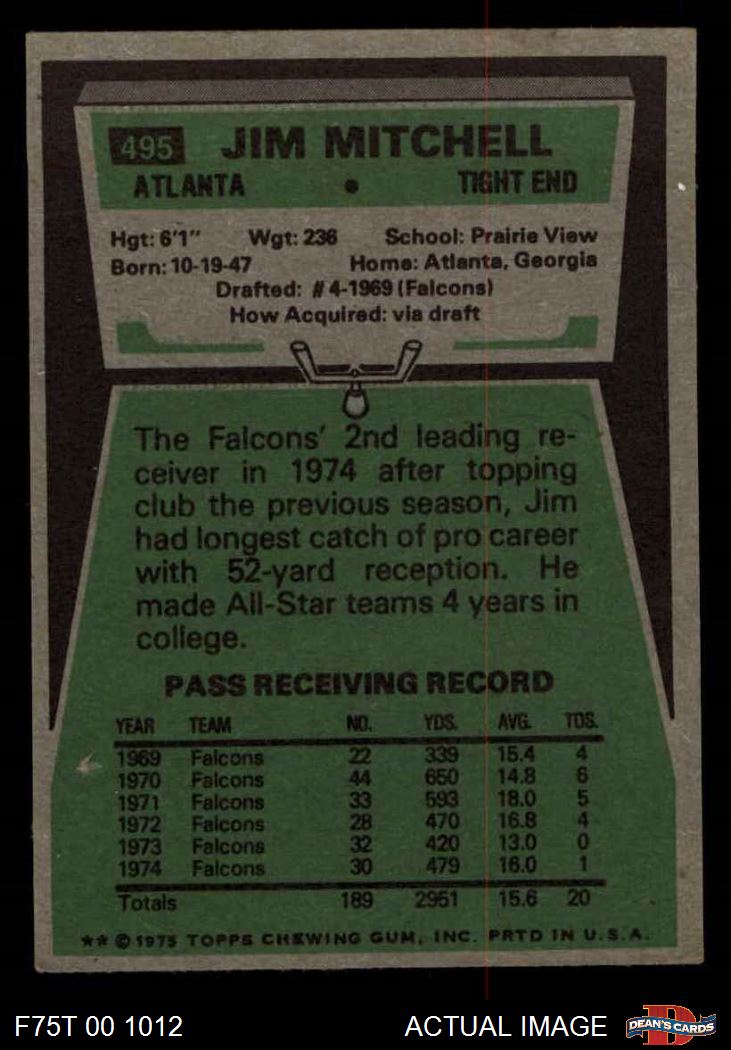 495 JIM MITCHELL
ATLANTA • TIGHT END
Hgt: 6'1" Wgt: 236 School: Prairie View
Born: 10-19-47 Home: Atlanta, Georgia
Drafted: #4-1969 (Falcons)
How Acquired: via draft
The Falcons' 2nd leading re-
ceiver in 1974 after topping
club the previous season, Jim
had longest catch of pro career
with 52-yard reception. He
made All-Star teams 4 years in
college.
PASS RECEIVING RECORD
YEAR TEAM NO. YDS. AVG. TDS.
1969 Falcons 22 339 15.4 4
1970 Falcons 44 650 14.8 6
1971 Falcons 33 593 18.0 5
1972 Falcons 28 470 16.8 4
1973 Falcons 32 420 13.0 0
1974 Falcons 30 479 16.0 1
Totals 189 2951 15.6 20
** © 1975 TOPPS CHEWING GUM, INC. PRTD IN U.S.A.
F75T 00 1012 ACTUAL IMAGE D DEAN'S CARDS